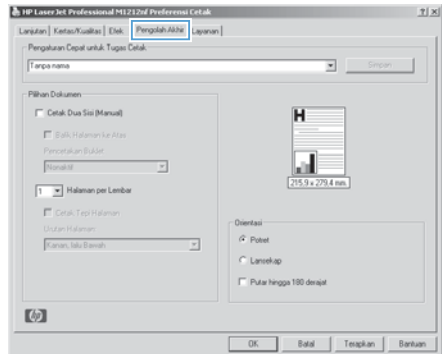 HP LaserJet Professional M1212nf Preferensi Cetak
Lanjutan Kertas/Kualitas Efek Pengolah Akhir Layanan
Pengaturan Cepat untuk Tugas Cetak
Tanpa nama Simpan
Pilihan Dokumen
Cetak Dua Sisi (Manual)
Balik Halaman ke Atas
Pencetakan Buklet
Nonaktif
1 Halaman per Lembar
Cetak Tepi Halaman
Urutan Halaman
Kanan, lalu Bawah
H
215,9 x 279,4 mm.
Orientasi
Potret
Lansekap
Putar hingga 180 derajat
hp
OK Batal Terapkan Bantuan